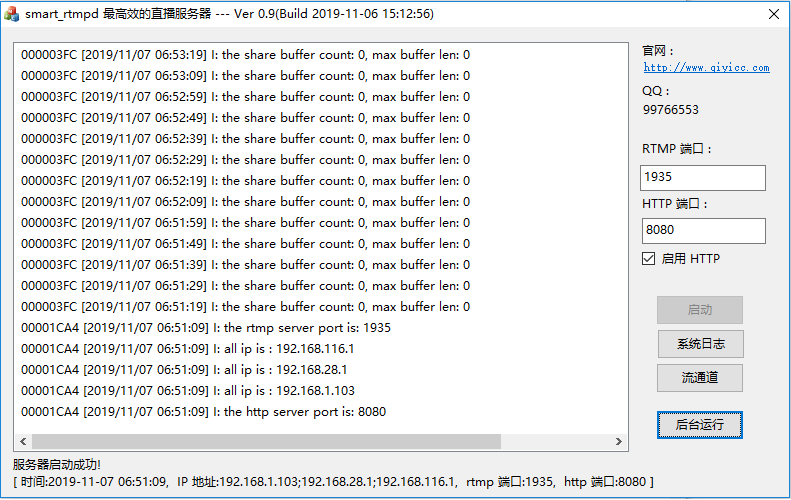 smart_rtmpd 最高效的直播服务器 --- Ver 0.9(Build 2019-11-06 15:12:56)
000003FC [2019/11/07 06:53:19] I: the share buffer count: 0, max buffer len: 0
000003FC [2019/11/07 06:53:09] I: the share buffer count: 0, max buffer len: 0
000003FC [2019/11/07 06:52:59] I: the share buffer count: 0, max buffer len: 0
000003FC [2019/11/07 06:52:49] I: the share buffer count: 0, max buffer len: 0
000003FC [2019/11/07 06:52:39] I: the share buffer count: 0, max buffer len: 0
000003FC [2019/11/07 06:52:29] I: the share buffer count: 0, max buffer len: 0
000003FC [2019/11/07 06:52:19] I: the share buffer count: 0, max buffer len: 0
000003FC [2019/11/07 06:52:09] I: the share buffer count: 0, max buffer len: 0
000003FC [2019/11/07 06:51:59] I: the share buffer count: 0, max buffer len: 0
000003FC [2019/11/07 06:51:49] I: the share buffer count: 0, max buffer len: 0
000003FC [2019/11/07 06:51:39] I: the share buffer count: 0, max buffer len: 0
000003FC [2019/11/07 06:51:29] I: the share buffer count: 0, max buffer len: 0
000003FC [2019/11/07 06:51:19] I: the share buffer count: 0, max buffer len: 0
00001CA4 [2019/11/07 06:51:09] I: the rtmp server port is: 1935
00001CA4 [2019/11/07 06:51:09] I: all ip is : 192.168.116.1
00001CA4 [2019/11/07 06:51:09] I: all ip is : 192.168.28.1
00001CA4 [2019/11/07 06:51:09] I: all ip is : 192.168.1.103
00001CA4 [2019/11/07 06:51:09] I: the http server port is: 8080
官网：
http://www.qiyicc.com
QQ：
99766553
RTMP 端口：
1935
HTTP 端口：
8080
启用 HTTP
启动
系统日志
流通道
后台运行
服务器启动成功!
[ 时间:2019-11-07 06:51:09, IP 地址:192.168.1.103;192.168.28.1;192.168.116.1, rtmp 端口:1935, http 端口:8080 ]